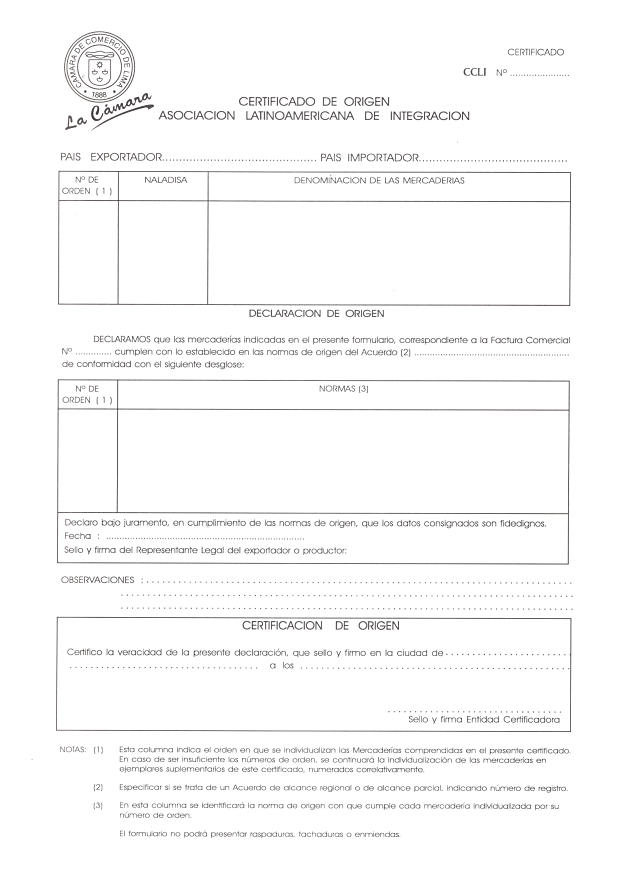 CAMARA DE COMERCIO DE LIMA
1888
La Cámara
CERTIFICADO
CCLI Nº .....................
CERTIFICADO DE ORIGEN
ASOCIACION LATINOAMERICANA DE INTEGRACION
PAIS EXPORTADOR............................................. PAIS IMPORTADOR...........................................
Nº DE
ORDEN ( 1 )
NALADISA
DENOMINACION DE LAS MERCADERIAS
DECLARACION DE ORIGEN
DECLARAMOS que las mercaderías indicadas en el presente formulario, correspondiente a la Factura Comercial
Nº ............. cumplen con lo establecido en las normas de origen del Acuerdo (2) .......................................................
de conformidad con el siguiente desglose:
Nº DE
ORDEN ( 1 )
NORMAS (3)
Declaro bajo juramento, en cumplimiento de las normas de origen, que los datos consignados son fidedignos.
Fecha : ......................................................................
Sello y firma del Representante Legal del exportador o productor:
OBSERVACIONES : ................................................................................
................................................................................
................................................................................
CERTIFICACION DE ORIGEN
Certifico la veracidad de la presente declaración, que sello y firmo en la ciudad de ........................
.................................... a los ....................................................
.................................
Sello y firma Entidad Certificadora
NOTAS: (1) Esta columna indica el orden en que se individualizan las Mercaderías comprendidas en el presente certificado.
En caso de ser insuficiente los números de orden, se continuará la individualización de las mercaderías en
ejemplares suplementarios de este certificado, numerados correlativamente.
(2) Especificar si se trata de un Acuerdo de alcance regional o de alcance parcial, indicando número de registro.
(3) En esta columna se identificará la norma de origen con que cumple cada mercadería individualizada por su
número de orden.
El formulario no podrá presentar raspaduras, tachaduras o enmiendas.